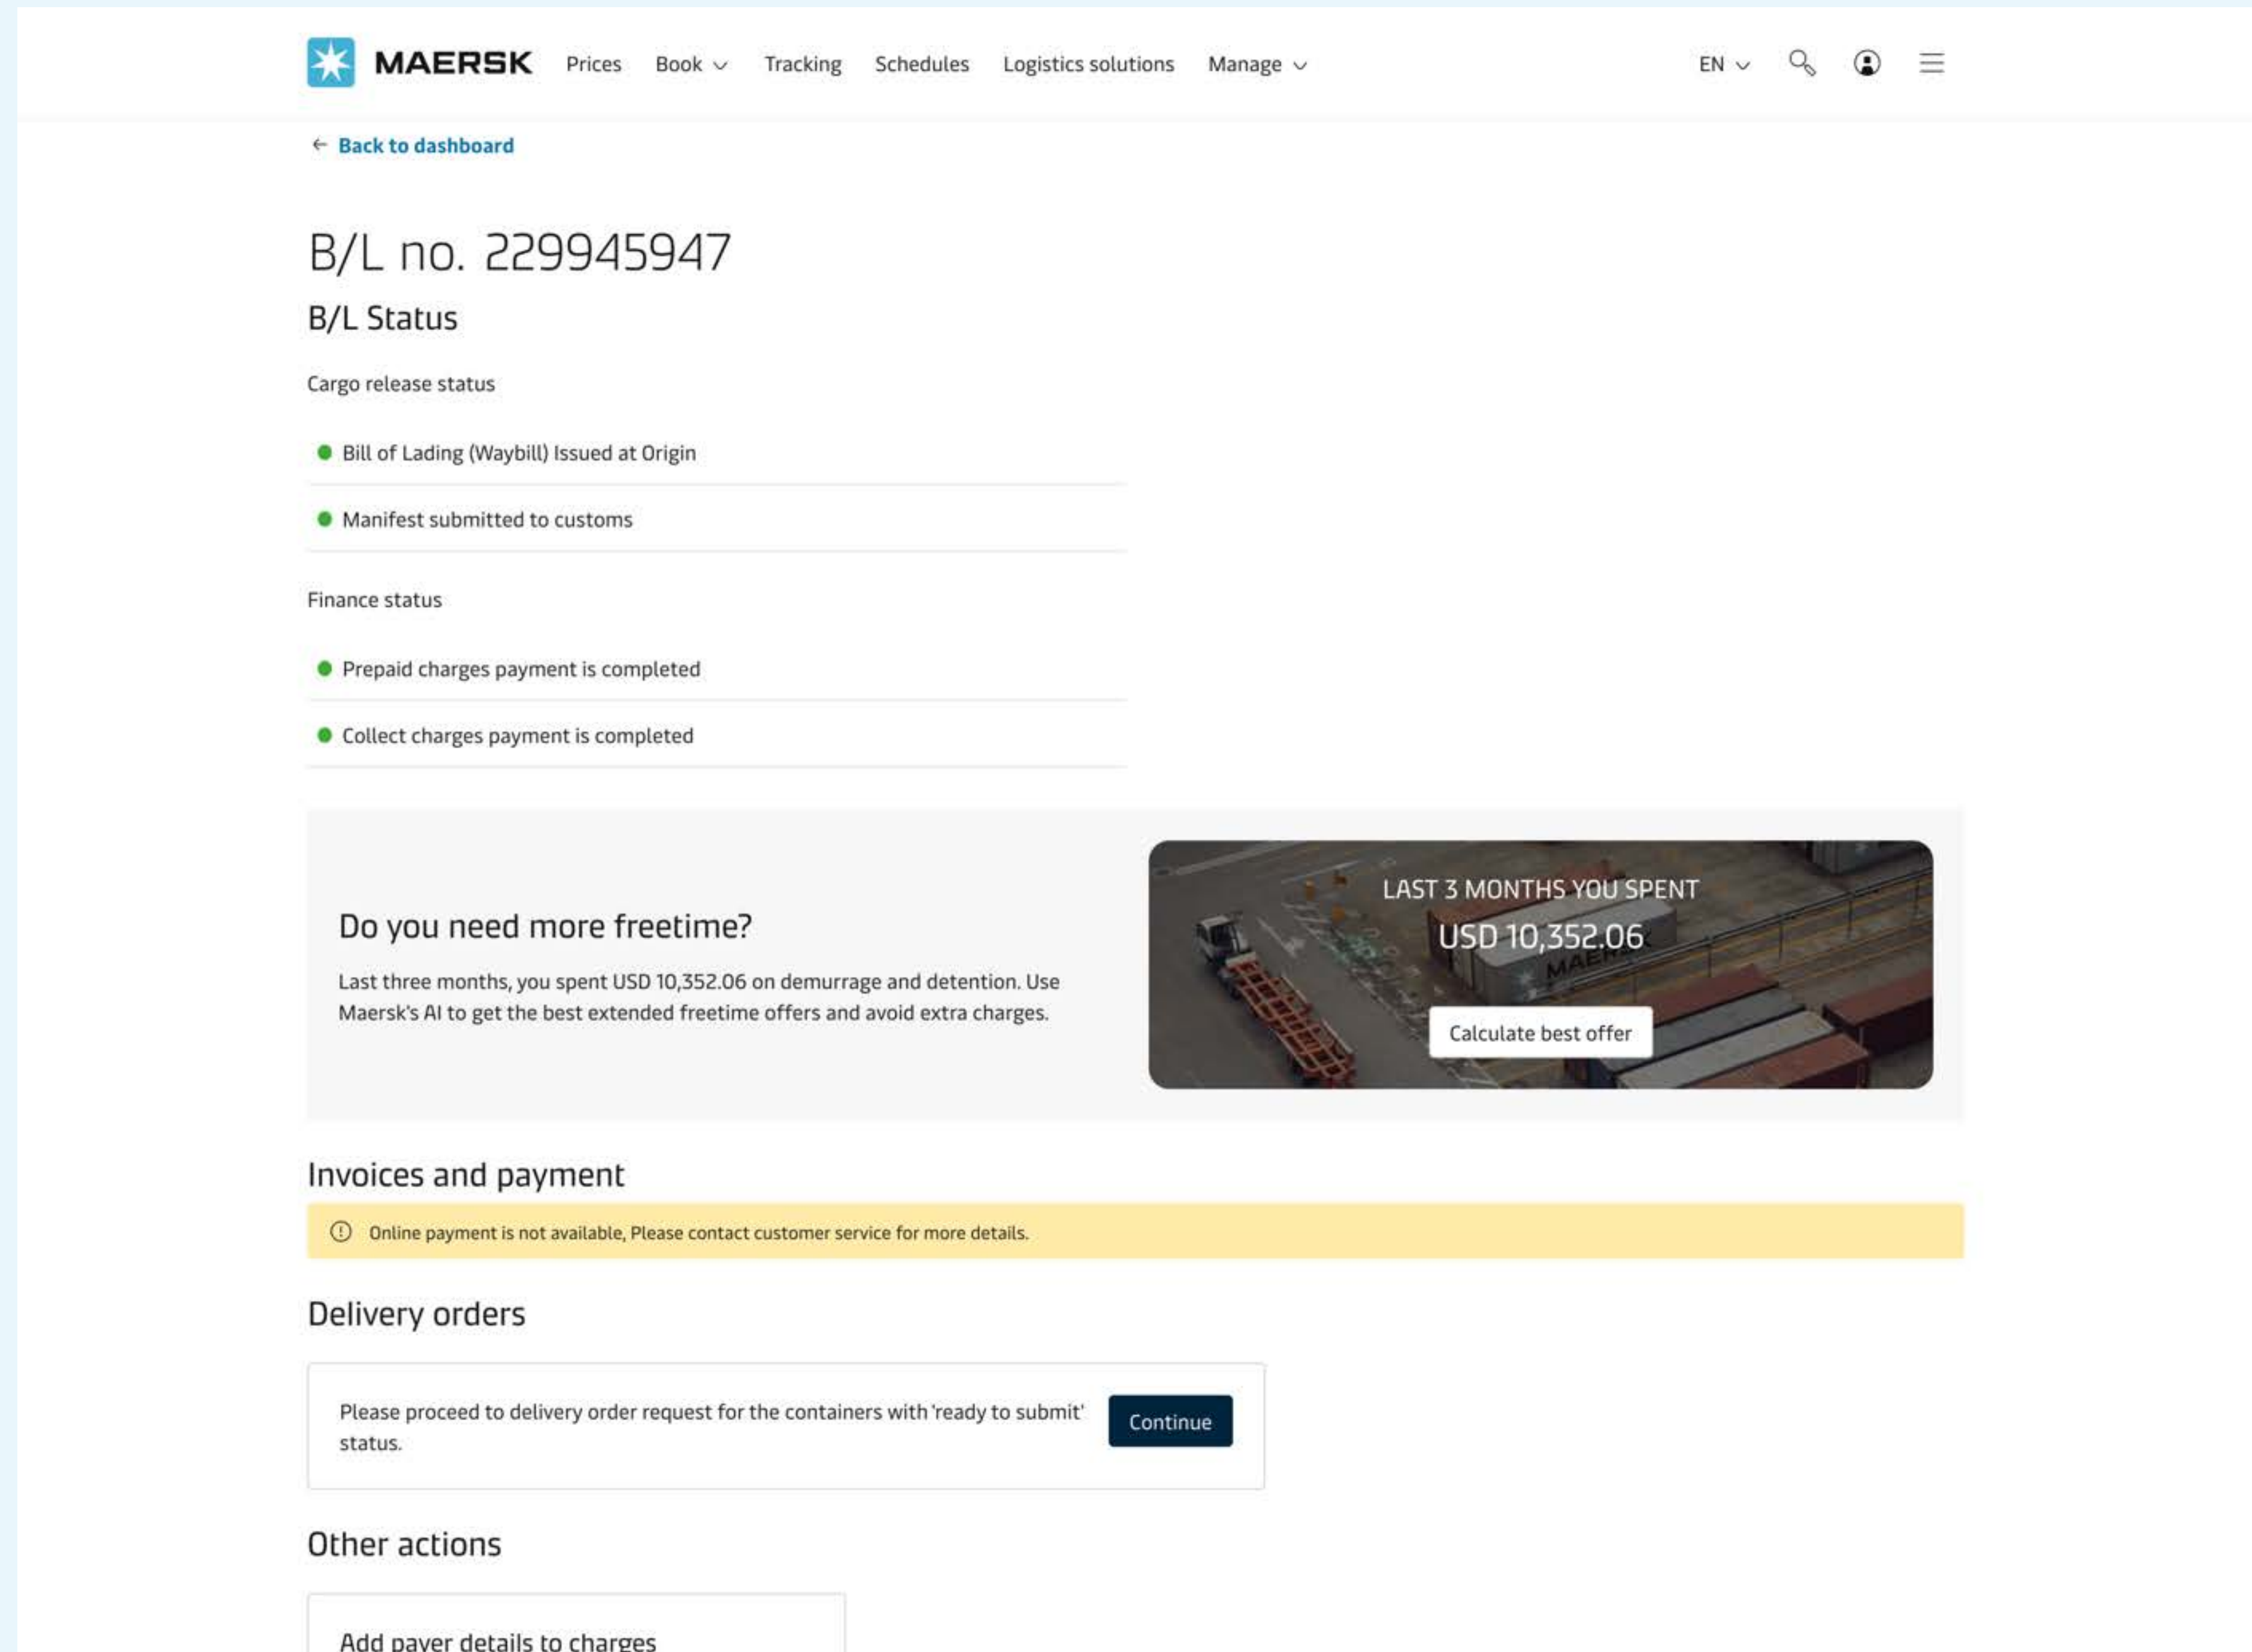 MAERSK Prices Book Tracking Schedules Logistics solutions Manage EN
Back to dashboard
B/L no. 229945947
B/L Status
Cargo release status
Bill of Lading (Waybill) Issued at Origin
Manifest submitted to customs
Finance status
Prepaid charges payment is completed
Collect charges payment is completed
Do you need more freetime?
Last three months, you spent USD 10,352.06 on demurrage and detention. Use
Maersk's AI to get the best extended freetime offers and avoid extra charges.
LAST 3 MONTHS YOU SPENT
USD 10,352.06
MAERSK
Calculate best offer
Invoices and payment
Online payment is not available, Please contact customer service for more details.
Delivery orders
Please proceed to delivery order request for the containers with 'ready to submit'
status.
Continue
Other actions
Add payer details to charges